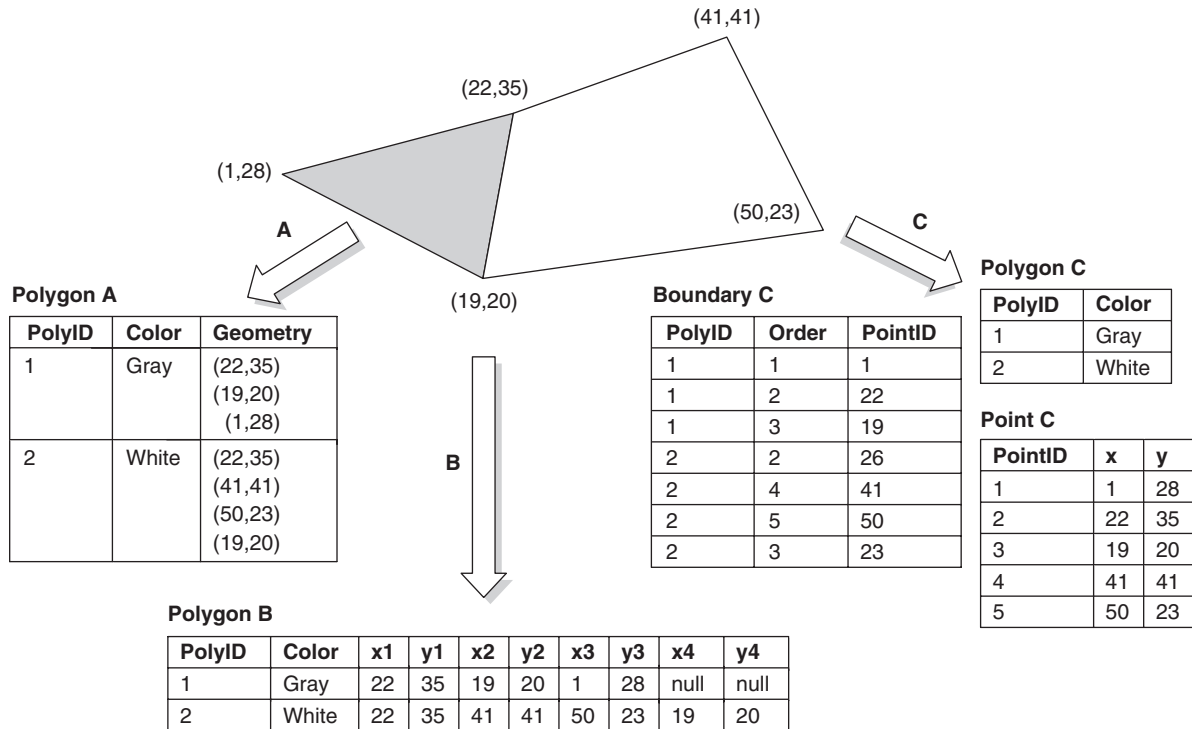 (41,41)
(22,35)
(1,28)
(50,23)
(19,20)
A
B
C
Polygon A
PolyID Color Geometry
1 Gray (22,35)
(19,20)
(1,28)
2 White (22,35)
(41,41)
(50,23)
(19,20)
Boundary C
PolyID Order PointID
1 1 1
1 2 22
1 3 19
2 2 26
2 4 41
2 5 50
2 3 23
Polygon C
PolyID Color
1 Gray
2 White
Point C
PointID x y
1 1 28
2 22 35
3 19 20
4 41 41
5 50 23
Polygon B
PolyID Color x1 y1 x2 y2 x3 y3 x4 y4
1 Gray 22 35 19 20 1 28 null null
2 White 22 35 41 41 50 23 19 20